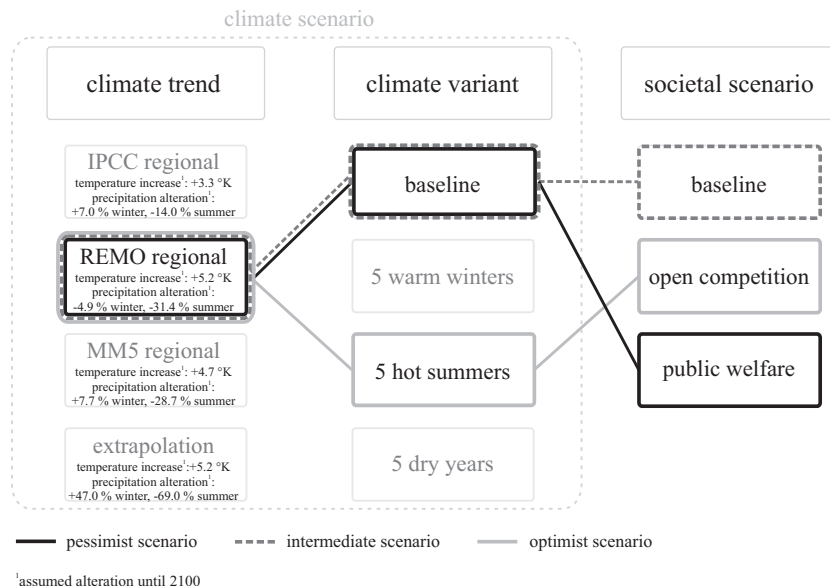 climate scenario
climate trend
climate variant
societal scenario
IPCC regional
temperature increase¹: +3.3 °K
precipitation alteration¹:
+7.0 % winter, -14.0 % summer
REMO regional
temperature increase¹: +5.2 °K
precipitation alteration¹:
-4.9 % winter, -31.4 % summer
MM5 regional
temperature increase¹: +4.7 °K
precipitation alteration¹:
+7.7 % winter, -28.7 % summer
extrapolation
temperature increase¹:+5.2 °K
precipitation alteration¹:
+47.0 % winter, -69.0 % summer
baseline
5 warm winters
5 hot summers
5 dry years
baseline
open competition
public welfare
pessimist scenario
intermediate scenario
optimist scenario
¹assumed alteration until 2100